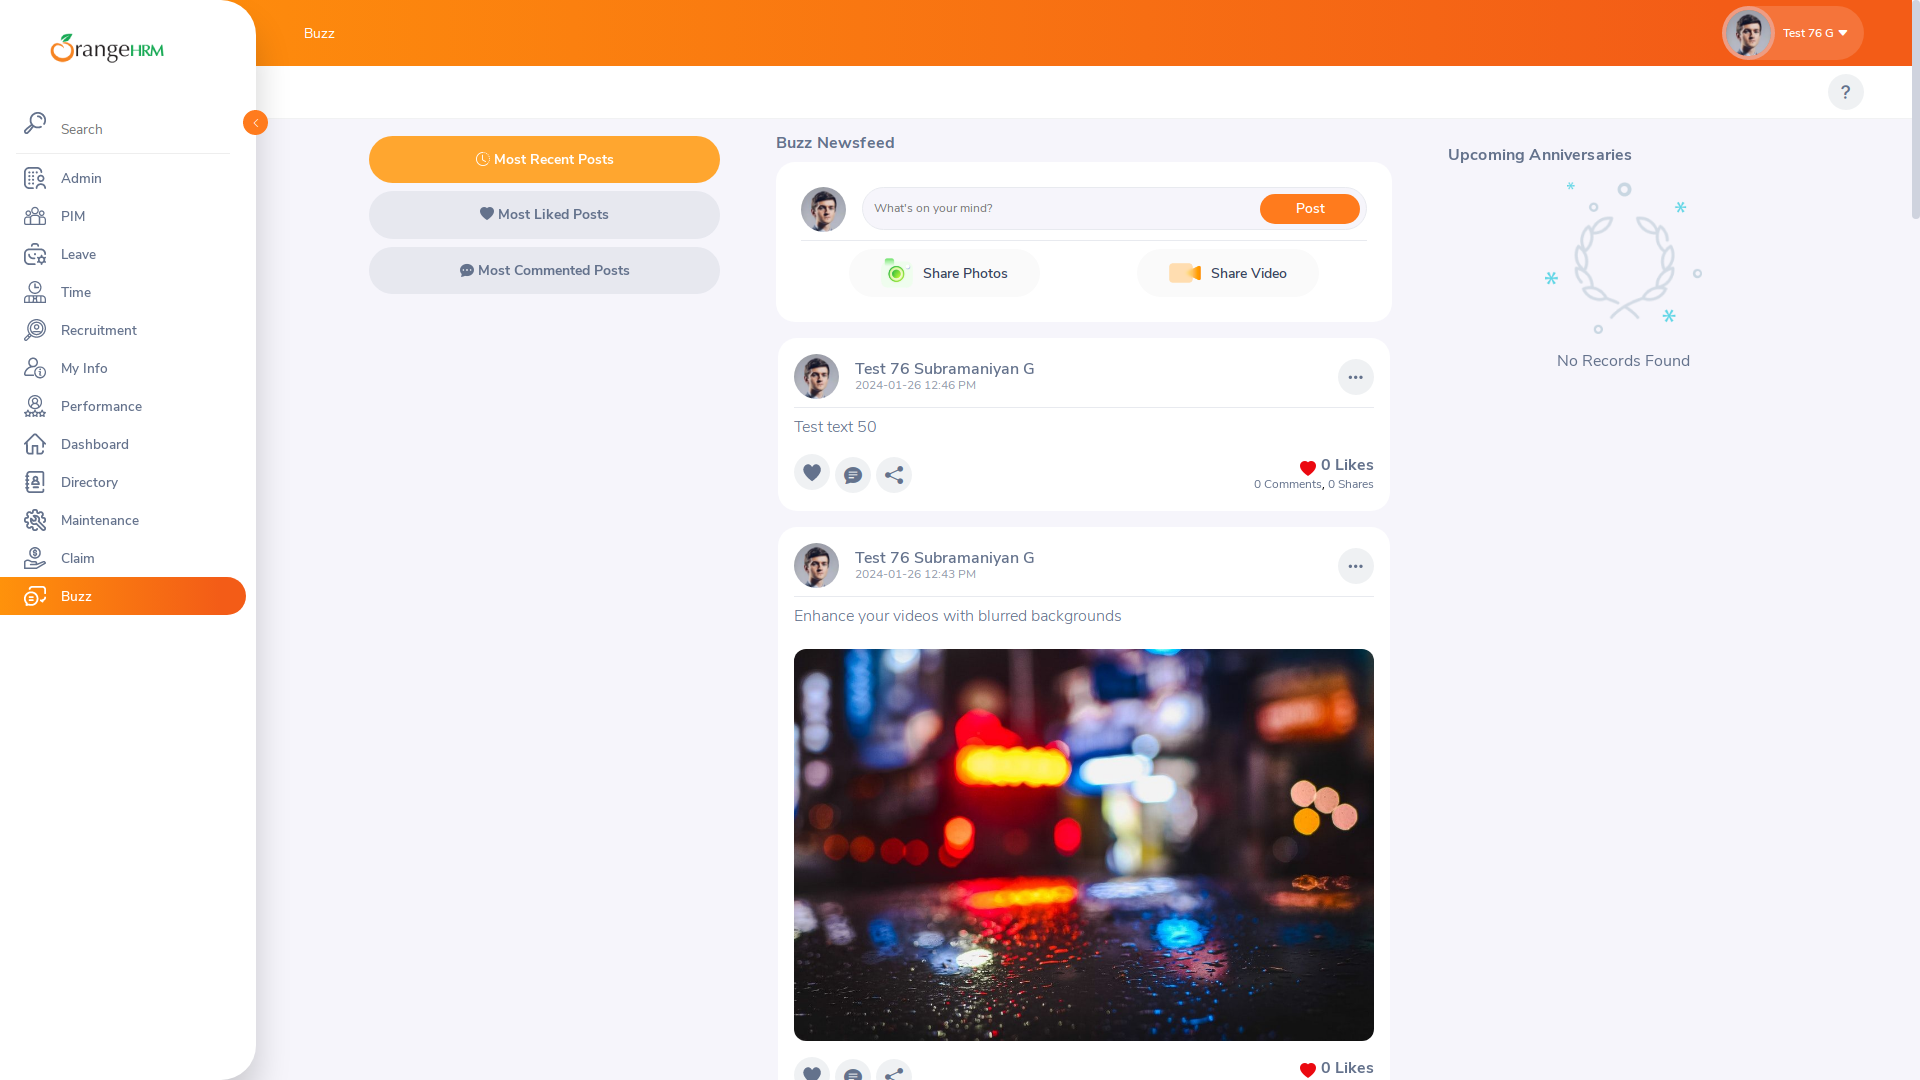 OrangeHRM
Search
Admin
PIM
Leave
Time
Recruitment
My Info
Performance
Dashboard
Directory
Maintenance
Claim
Buzz
Buzz
Test 76 G
?
Most Recent Posts
Most Liked Posts
Most Commented Posts
Buzz Newsfeed
What's on your mind?
Post
Share Photos
Share Video
Test 76 Subramaniyan G
2024-01-26 12:46 PM
Test text 50
0 Likes
0 Comments, 0 Shares
Test 76 Subramaniyan G
2024-01-26 12:43 PM
Enhance your videos with blurred backgrounds
0 Likes
Upcoming Anniversaries
No Records Found